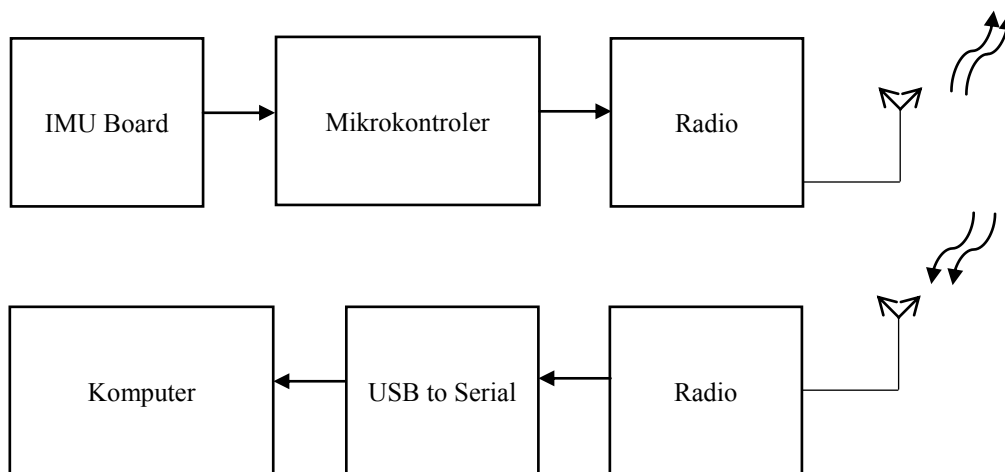 IMU Board
Mikrokontroler
Radio
Komputer
USB to Serial
Radio